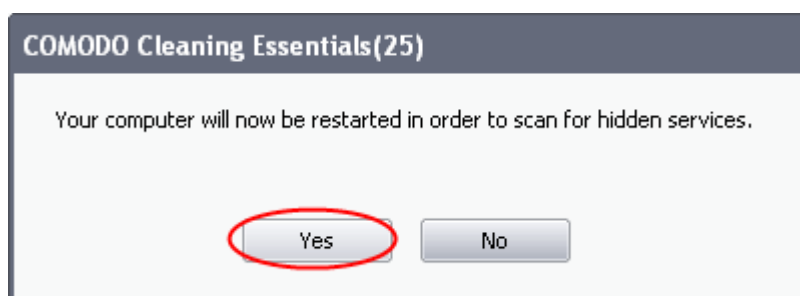 COMODO Cleaning Essentials(25)
Your computer will now be restarted in order to scan for hidden services.
Yes No